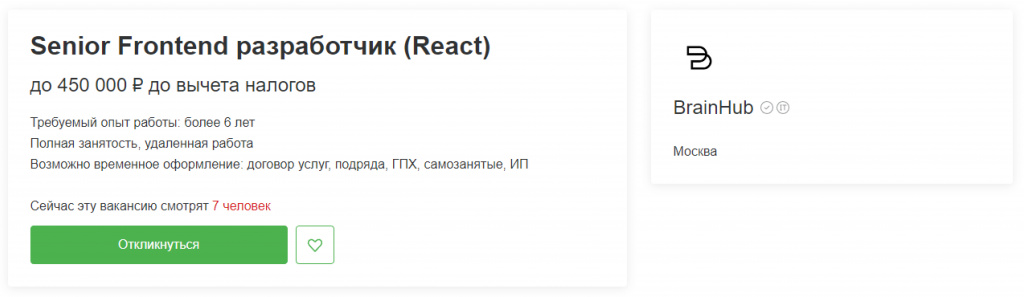 Senior Frontend разработчик (React)
до 450 000 ₽ до вычета налогов
Требуемый опыт работы: более 6 лет
Полная занятость, удаленная работа
Возможно временное оформление: договор услуг, подряда, ГПХ, самозанятые, ИП
Сейчас эту вакансию смотрят 7 человек
Откликнуться
BrainHub
Москва